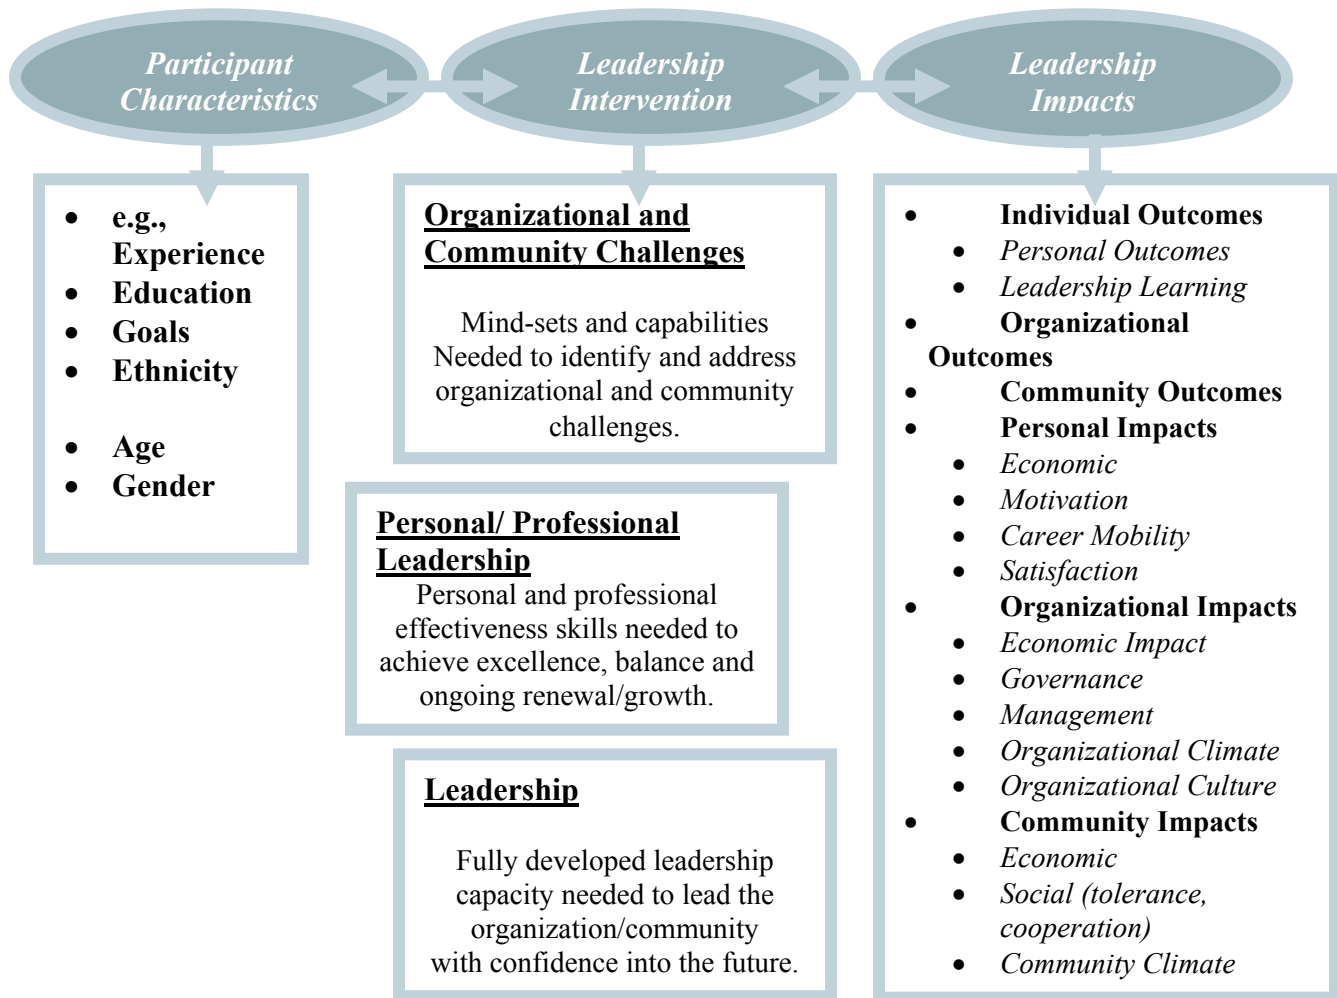 Participant
Characteristics
Leadership
Intervention
Leadership
Impacts
• e.g.,
Experience
• Education
• Goals
• Ethnicity
• Age
• Gender
Organizational and
Community Challenges
Mind-sets and capabilities
Needed to identify and address
organizational and community
challenges.
Personal/ Professional
Leadership
Personal and professional
effectiveness skills needed to
achieve excellence, balance and
ongoing renewal/growth.
Leadership
Fully developed leadership
capacity needed to lead the
organization/community
with confidence into the future.
• Individual Outcomes
• Personal Outcomes
• Leadership Learning
• Organizational
Outcomes
• Community Outcomes
• Personal Impacts
• Economic
• Motivation
• Career Mobility
• Satisfaction
• Organizational Impacts
• Economic Impact
• Governance
• Management
• Organizational Climate
• Organizational Culture
• Community Impacts
• Economic
• Social (tolerance,
cooperation)
• Community Climate